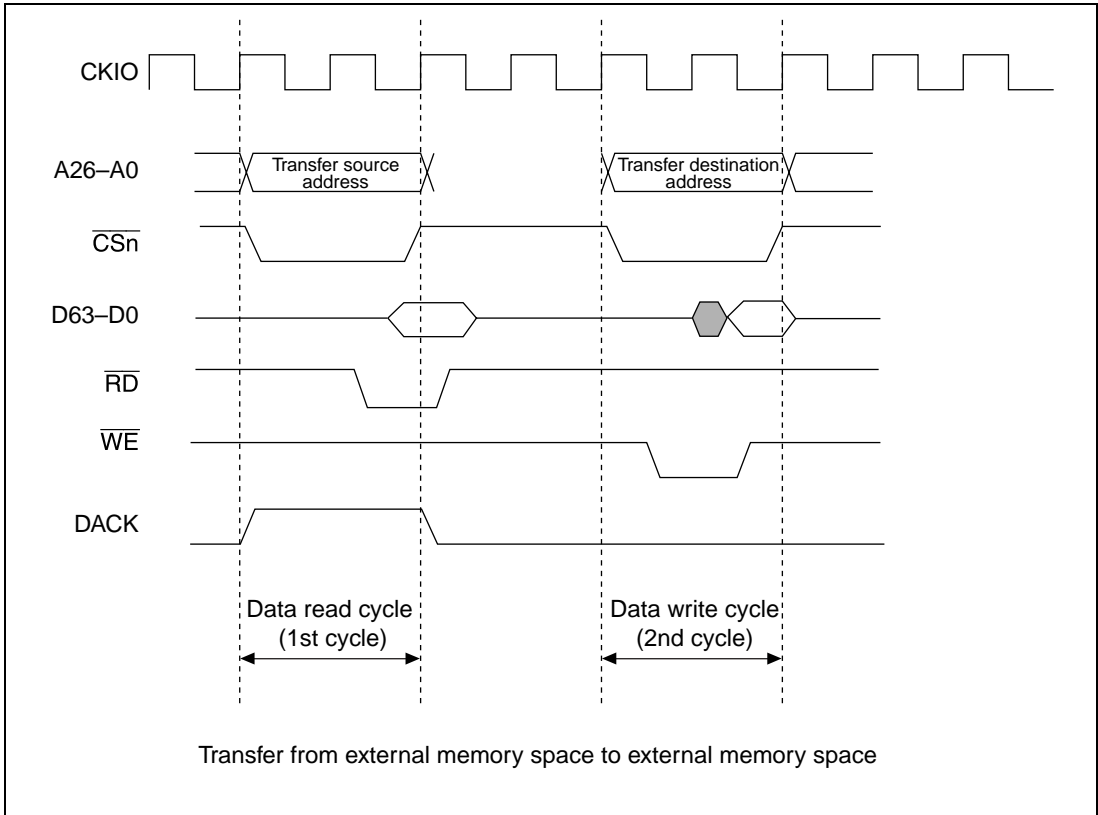 CKIO
A26–A0
Transfer source
address
Transfer destination
address
CSn
D63–D0
RD
WE
DACK
Data read cycle
(1st cycle)
Data write cycle
(2nd cycle)
Transfer from external memory space to external memory space